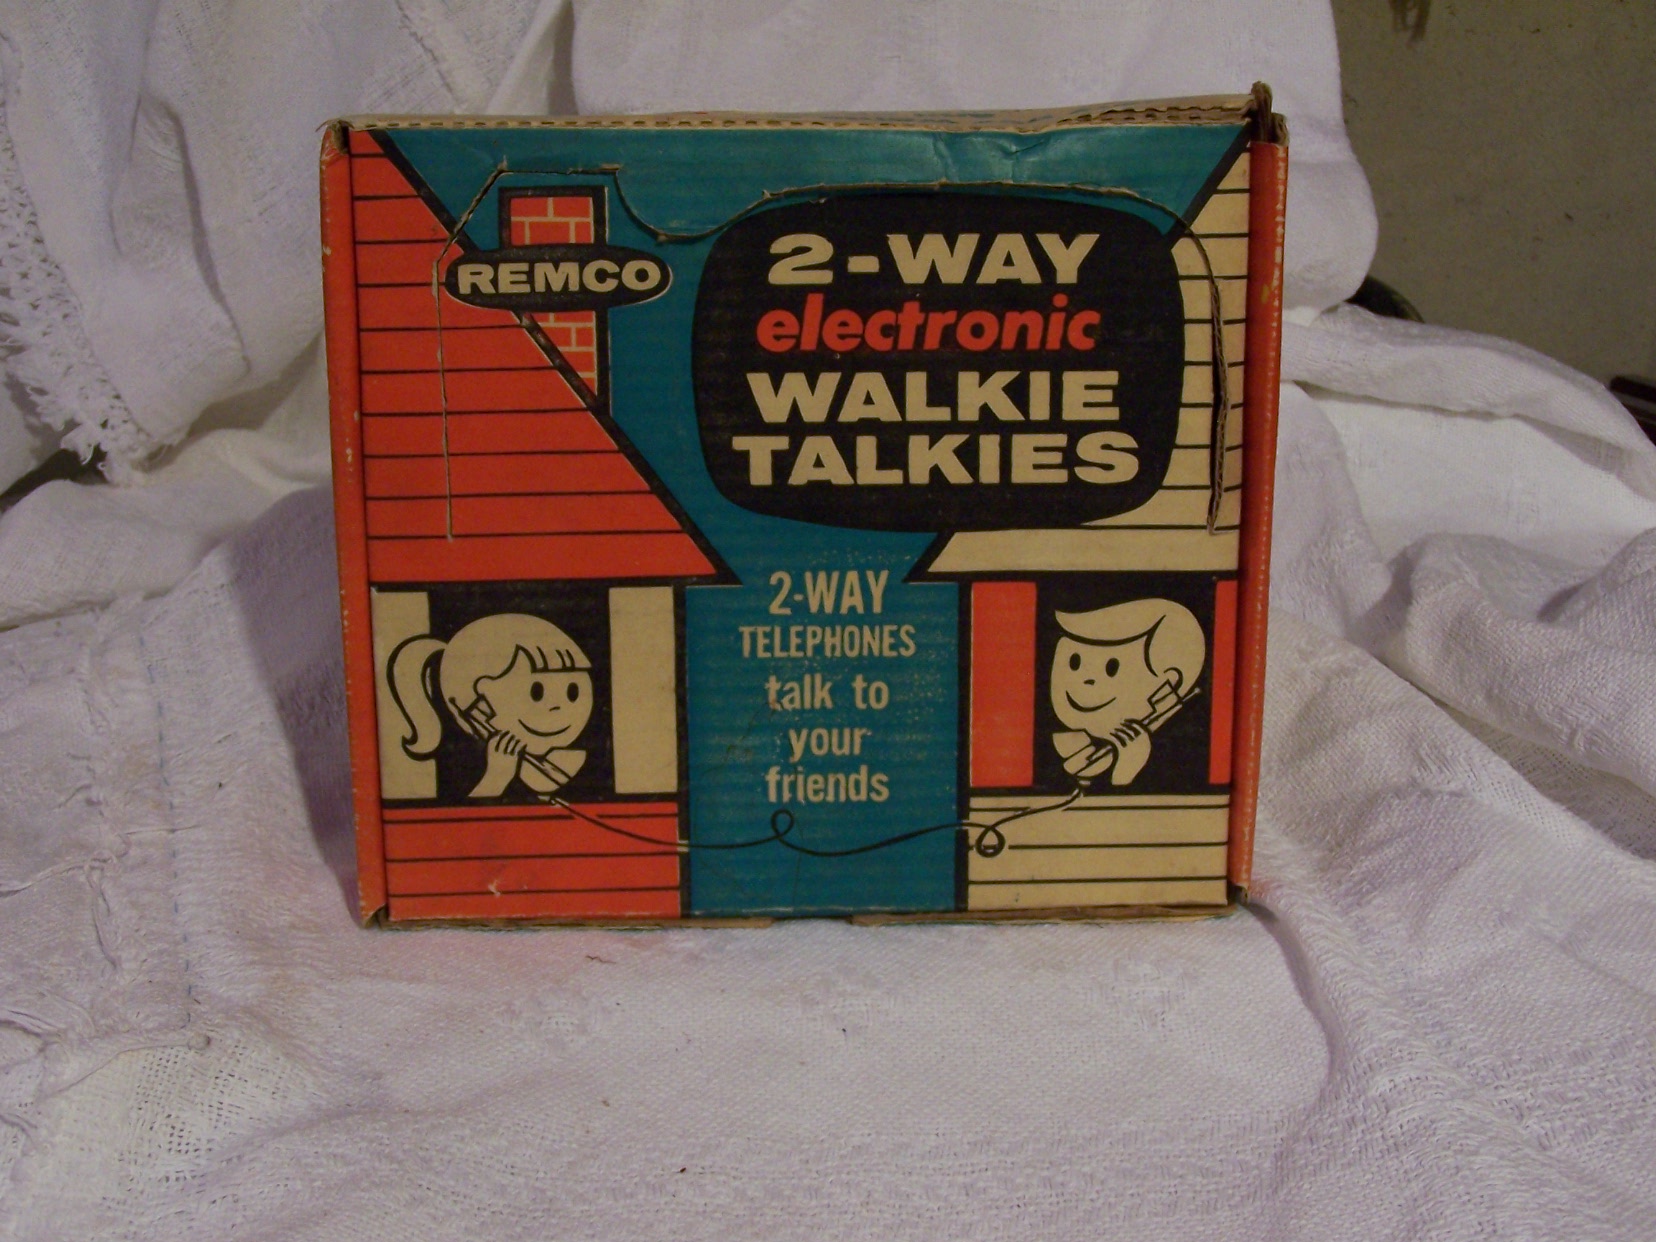 REMCO
2-WAY
electronic
WALKIE
TALKIES
2-WAY
TELEPHONES
talk to
your
friends